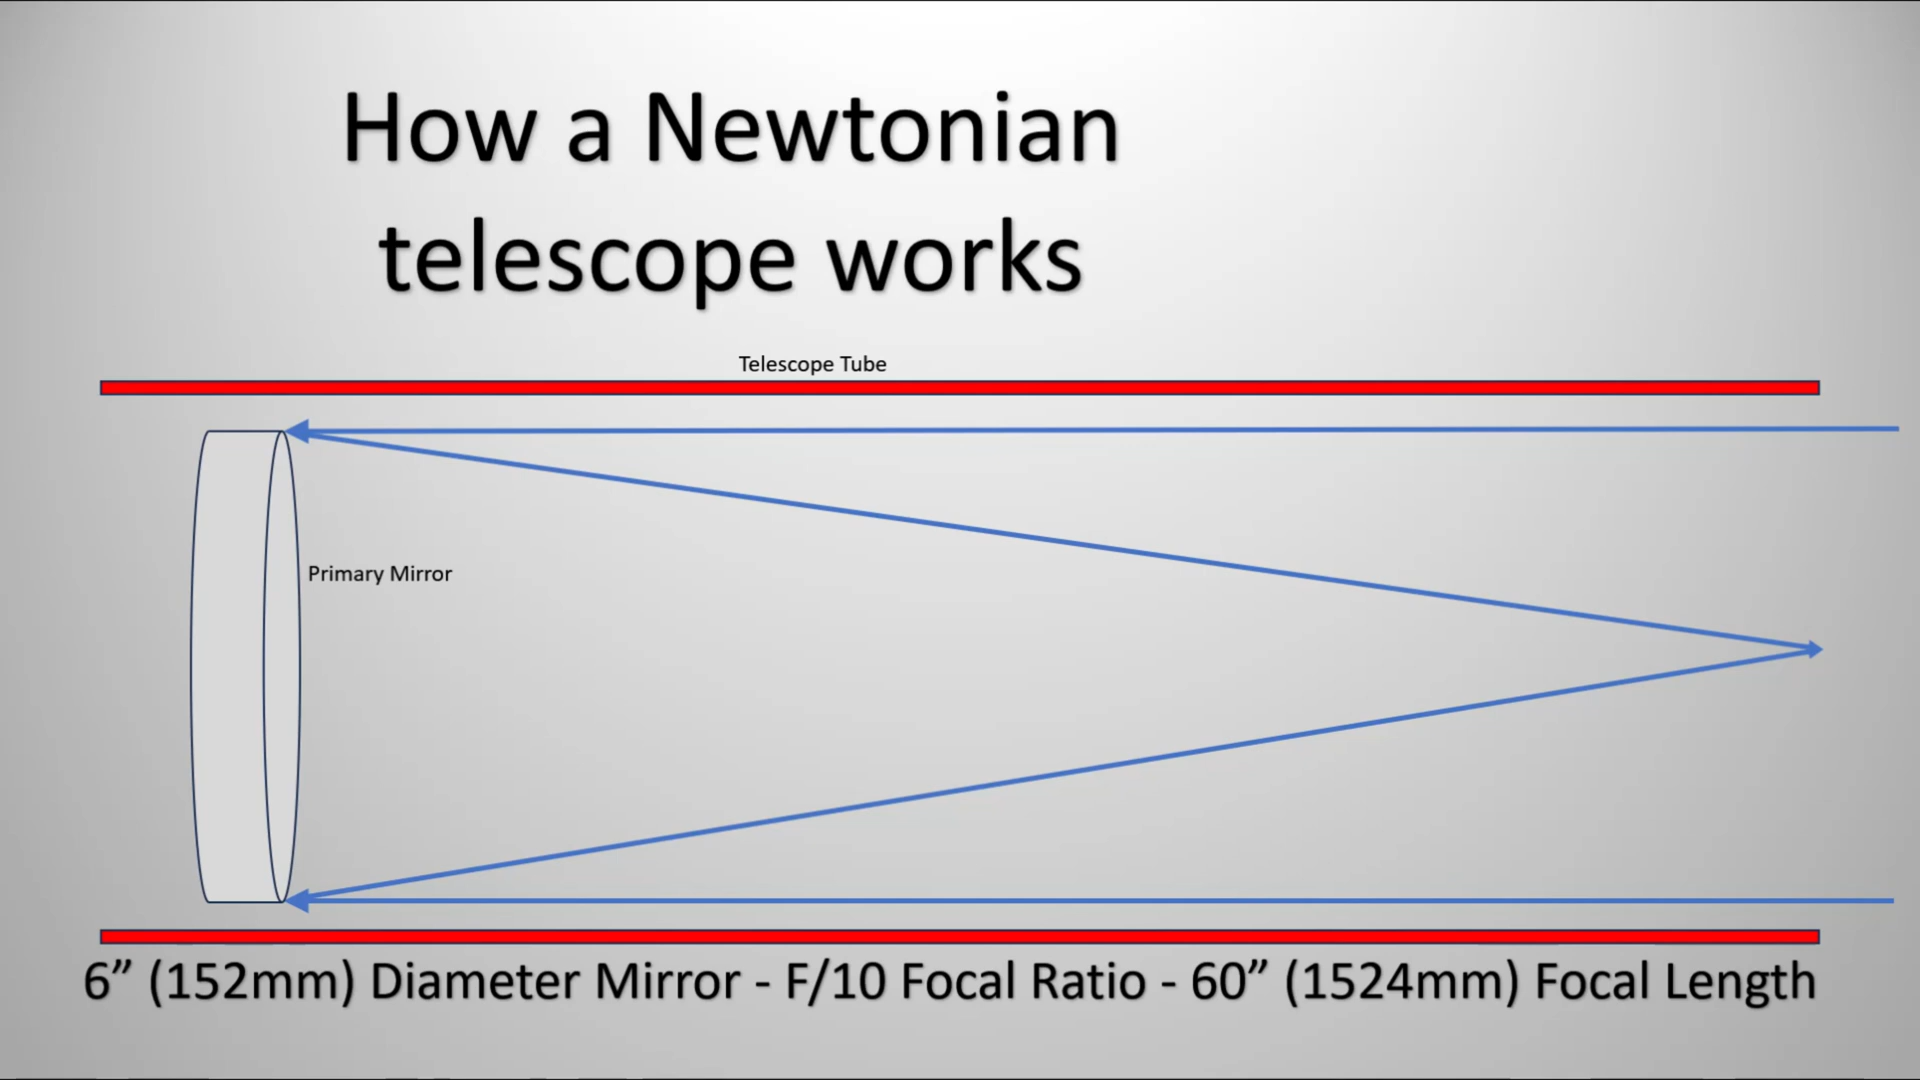 How a Newtonian
telescope works
Telescope Tube
Primary Mirror
6” (152mm) Diameter Mirror - F/10 Focal Ratio - 60” (1524mm) Focal Length